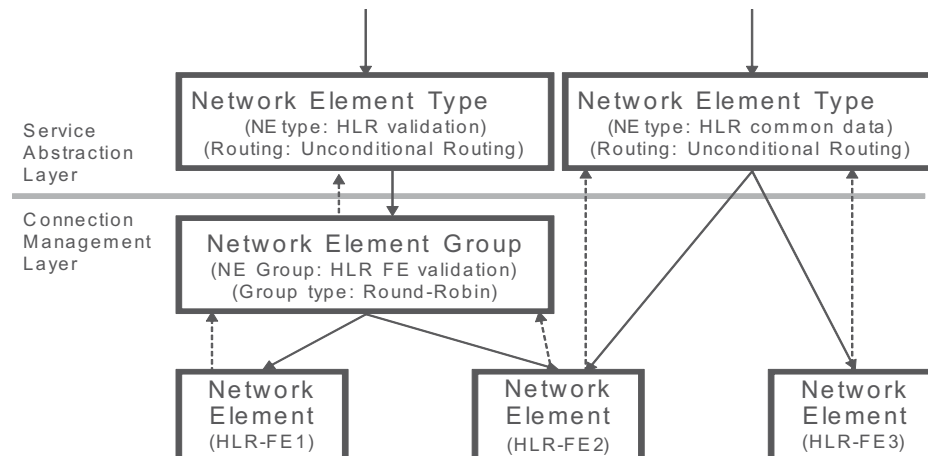 Network Element Type
(NE type: HLR validation)
(Routing: Unconditional Routing)
Network Element Type
(NE type: HLR common data)
(Routing: Unconditional Routing)
Service
Abstraction
Layer
Connection
Management
Layer
Network Element Group
(NE Group: HLR FE validation)
(Group type: Round-Robin)
Network
Element
(HLR-FE1)
Network
Element
(HLR-FE2)
Network
Element
(HLR-FE3)